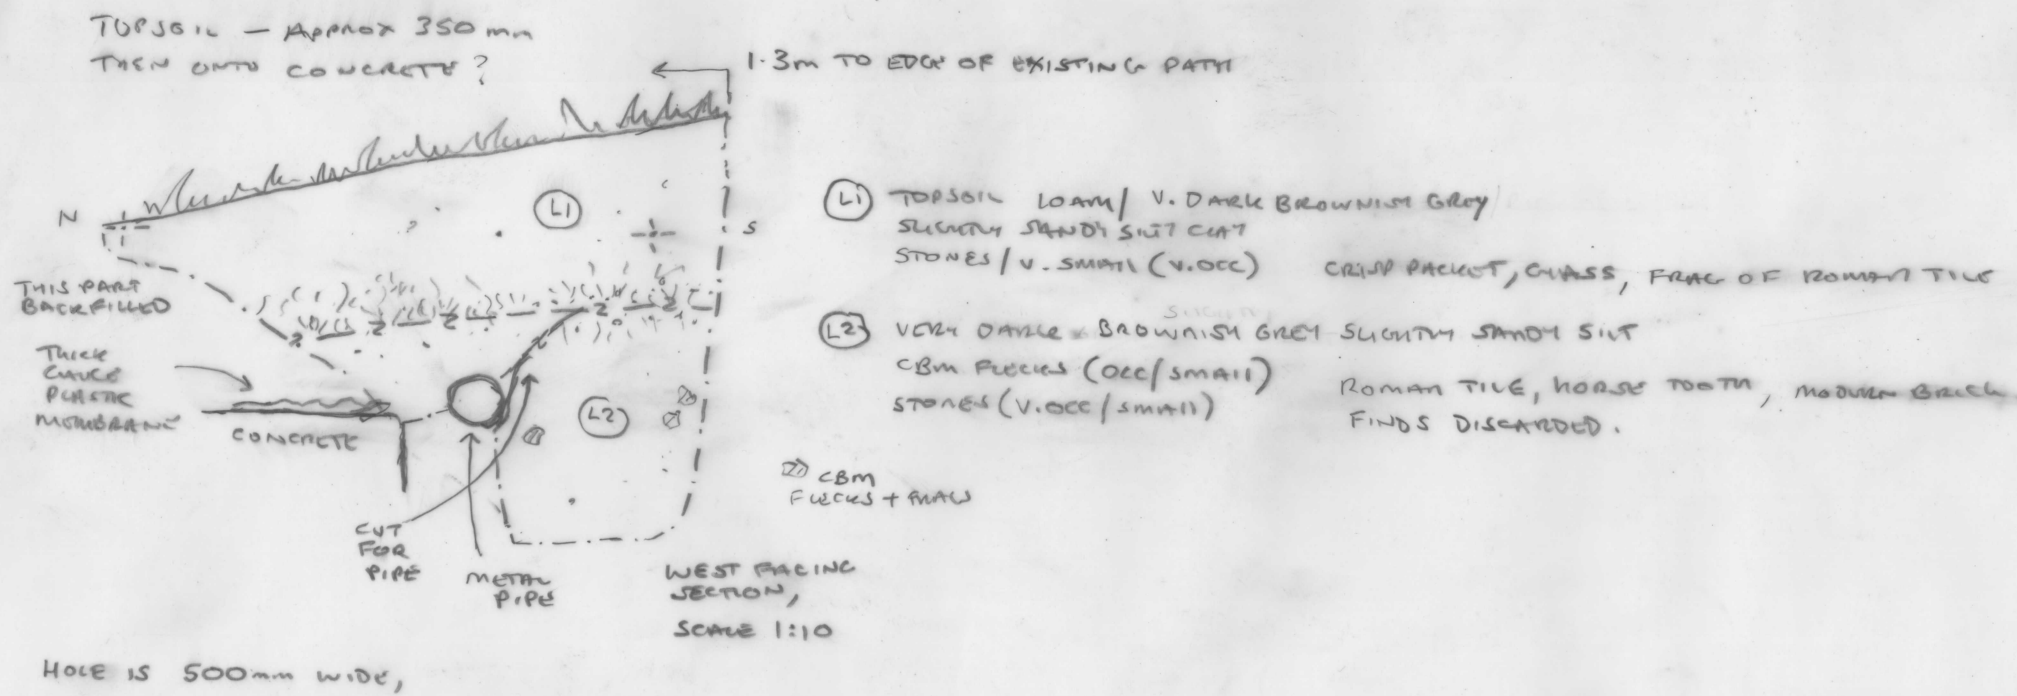 TOPSOIL — APPROX 350mm
THEN ONTO CONCRETE?
1.3m TO EDGE OF EXISTING PATH
N
L1
S
THIS PART
BACKFILLED
THICK
GAUGE
PLASTIC
MEMBRANE
CONCRETE
L2
CUT
FOR
PIPE
METAL
PIPE
WEST FACING
SECTION,
SCALE 1:10
CBM
FLECKS + FRAGS
L1 TOPSOIL LOAM/ V. DARK BROWNISH GREY
SLIGHTLY SANDY SILT CLAY
STONES/V. SMALL (V.OCC) CRISP PACKET, GLASS, FRAG OF ROMAN TILE
L2 VERY DARK BROWNISH GREY SLIGHTLY SANDY SILT
CBM FLECKS (OCC/SMALL)
STONES (V.OCC/SMALL)
ROMAN TILE, HORSE TOOTH, MODERN BRICK
FINDS DISCARDED.
HOLE IS 500mm WIDE,